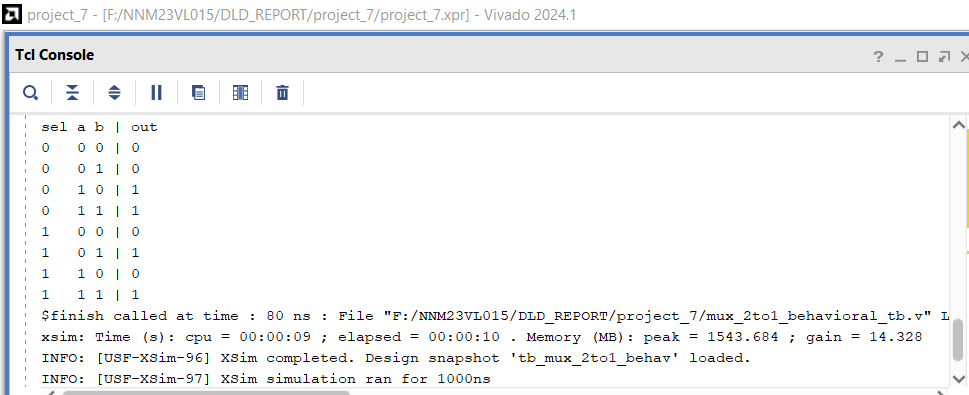 project_7 - [F:/NNM23VL015/DLD_REPORT/project_7/project_7.xpr] - Vivado 2024.1
Tcl Console
sel a b | out
0   0 0 | 0
0   0 1 | 0
0   1 0 | 1
0   1 1 | 1
1   0 0 | 0
1   0 1 | 1
1   1 0 | 0
1   1 1 | 1
$finish called at time : 80 ns : File "F:/NNM23VL015/DLD_REPORT/project_7/mux_2to1_behavioral_tb.v" L
xsim: Time (s): cpu = 00:00:09 ; elapsed = 00:00:10 . Memory (MB): peak = 1543.684 ; gain = 14.328
INFO: [USF-XSim-96] XSim completed. Design snapshot 'tb_mux_2to1_behav' loaded.
INFO: [USF-XSim-97] XSim simulation ran for 1000ns